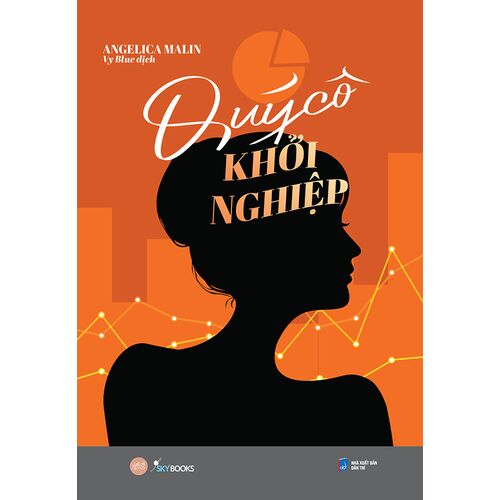 ANGELICA MALIN
Vy Blue dịch
Quý cô
KHỞI
NGHIỆP
SKYBOOKS
NHÀ XUẤT BẢN
DÂN TRÍ